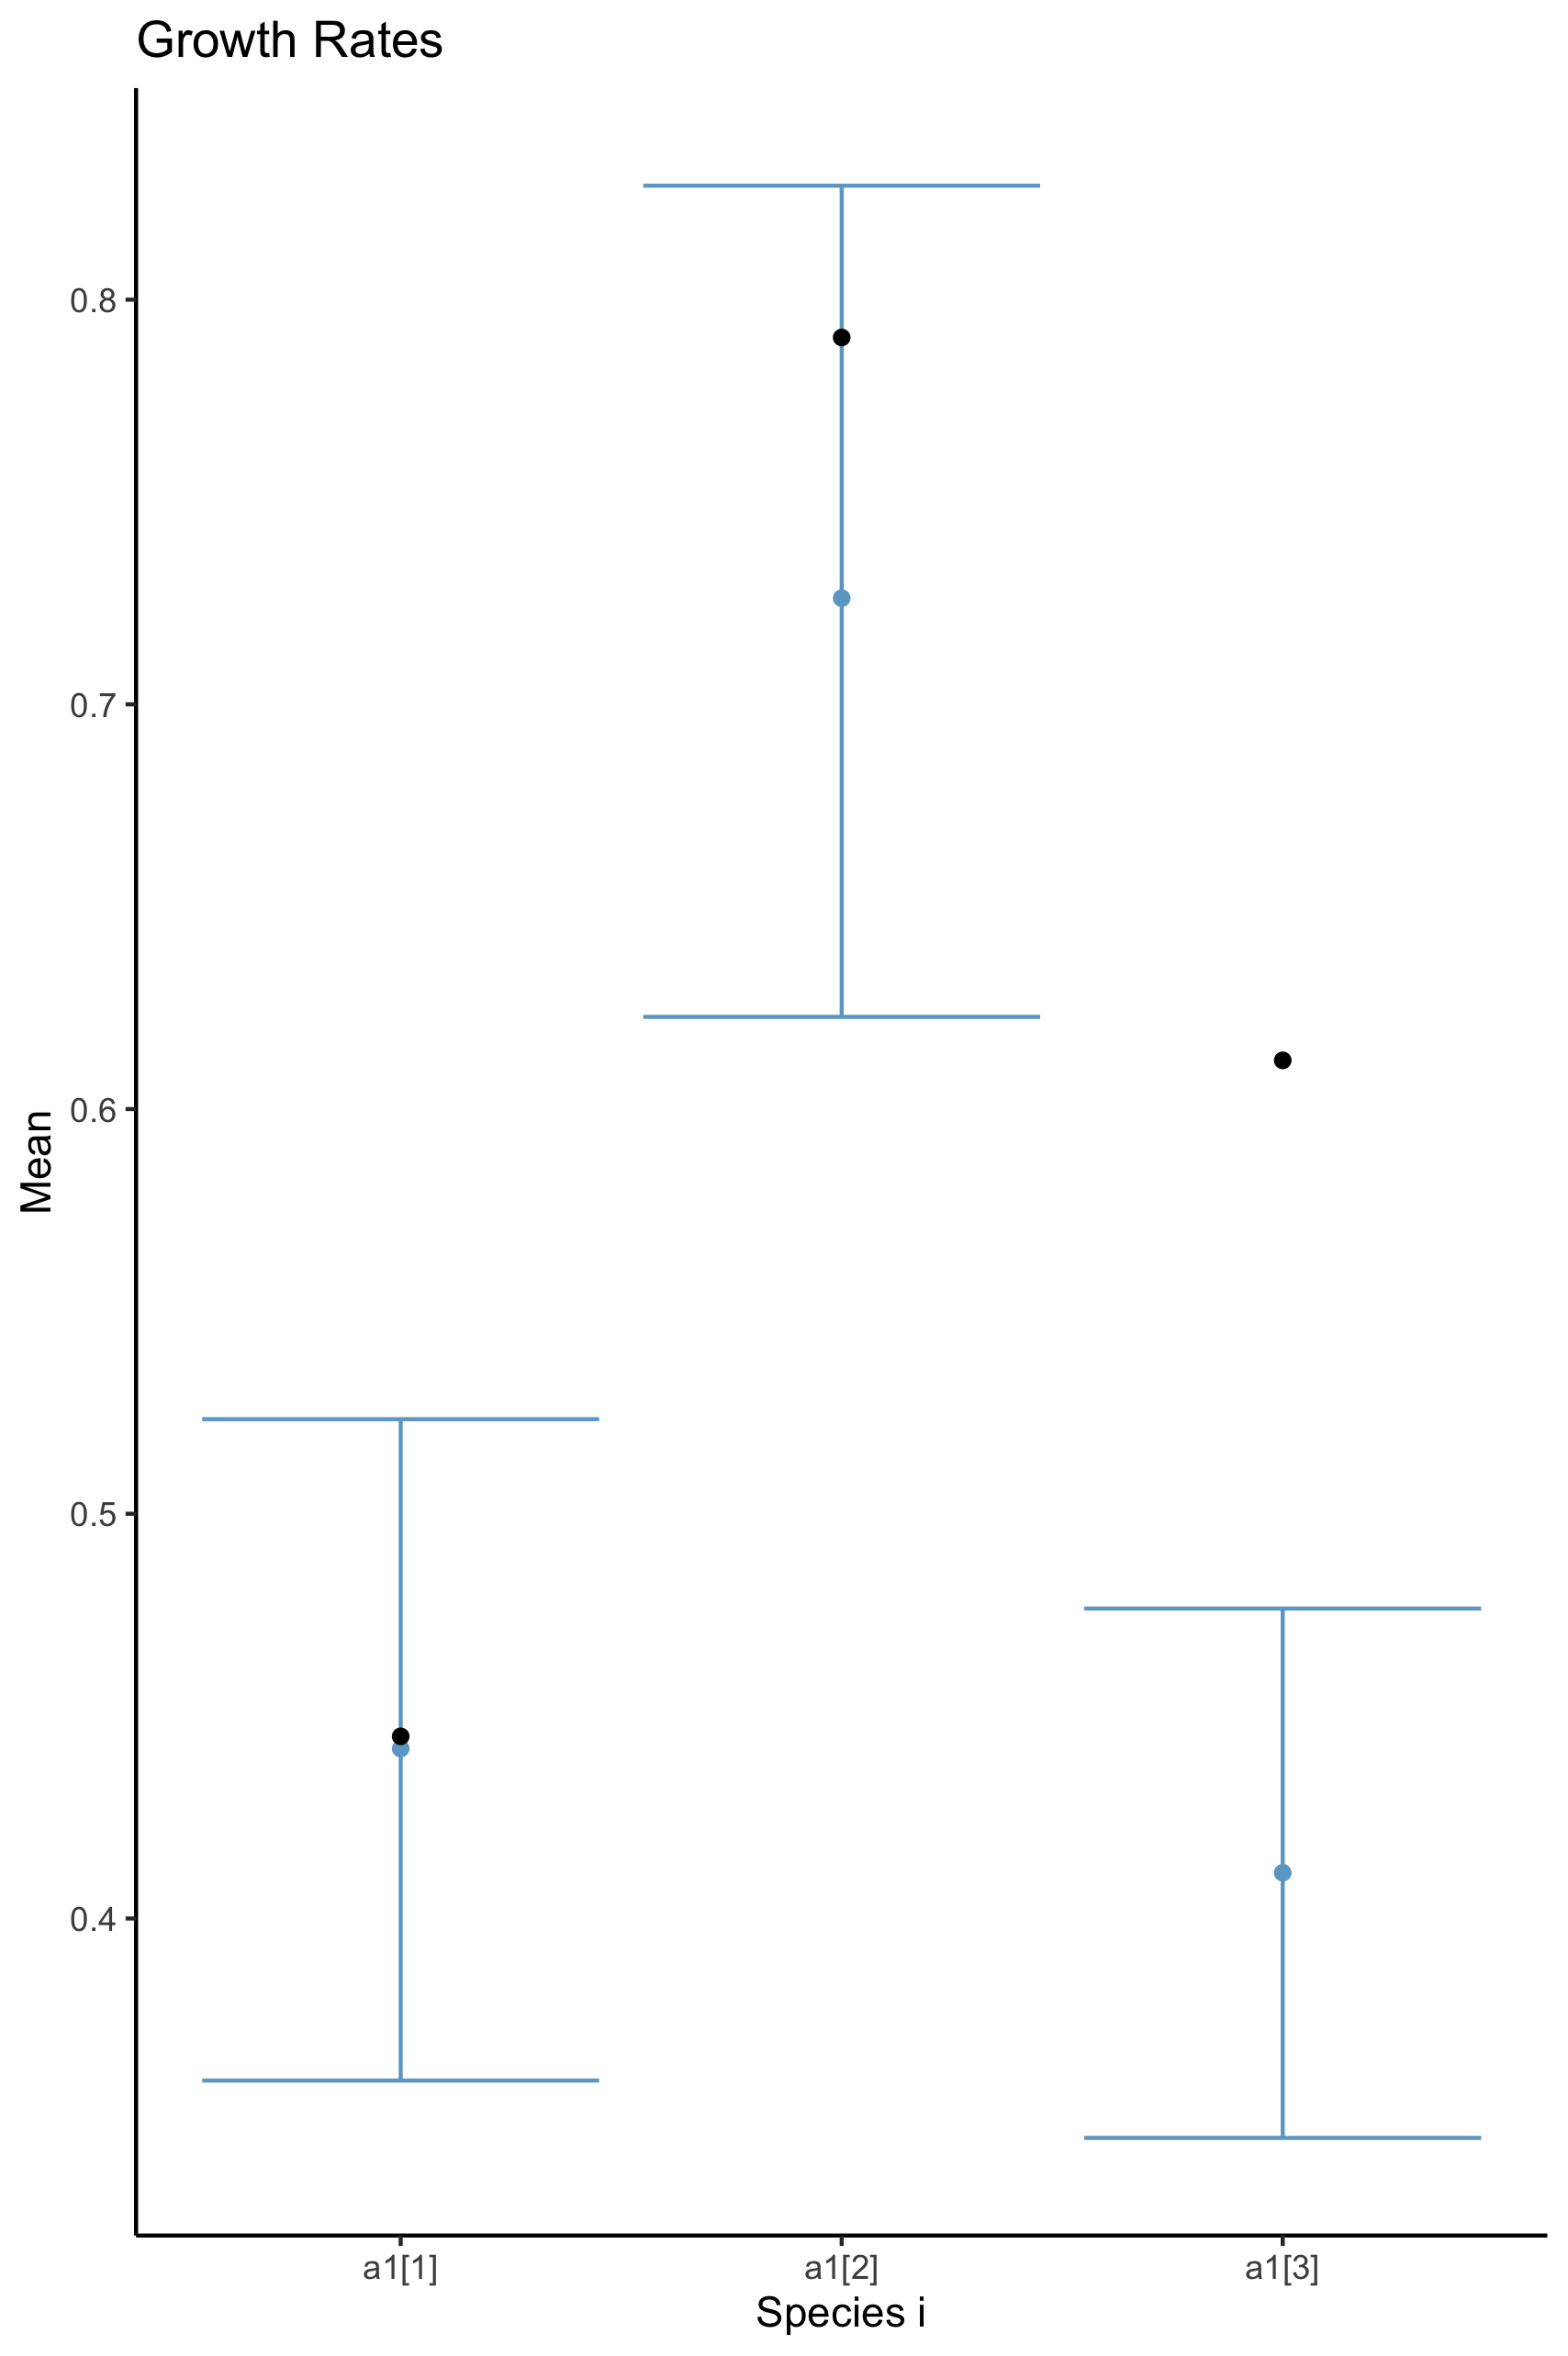 Growth Rates
Mean
0.8
0.7
0.6
0.5
0.4
a1[1] a1[2] a1[3]
Species i